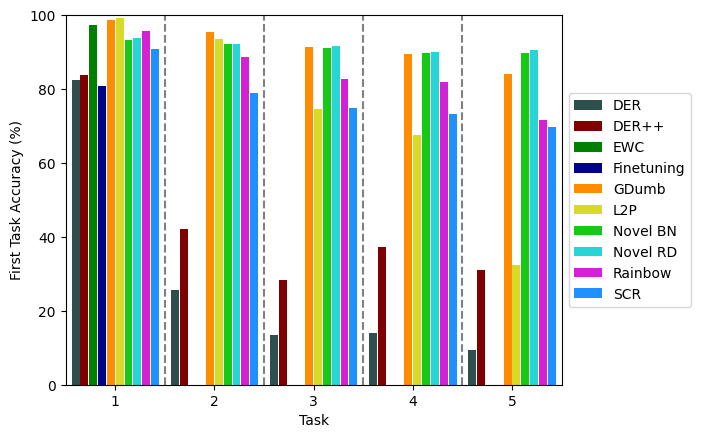 100
80
60
40
20
0
First Task Accuracy (%)
1 2 3 4 5
Task
DER
DER++
EWC
Finetuning
GDumb
L2P
Novel BN
Novel RD
Rainbow
SCR